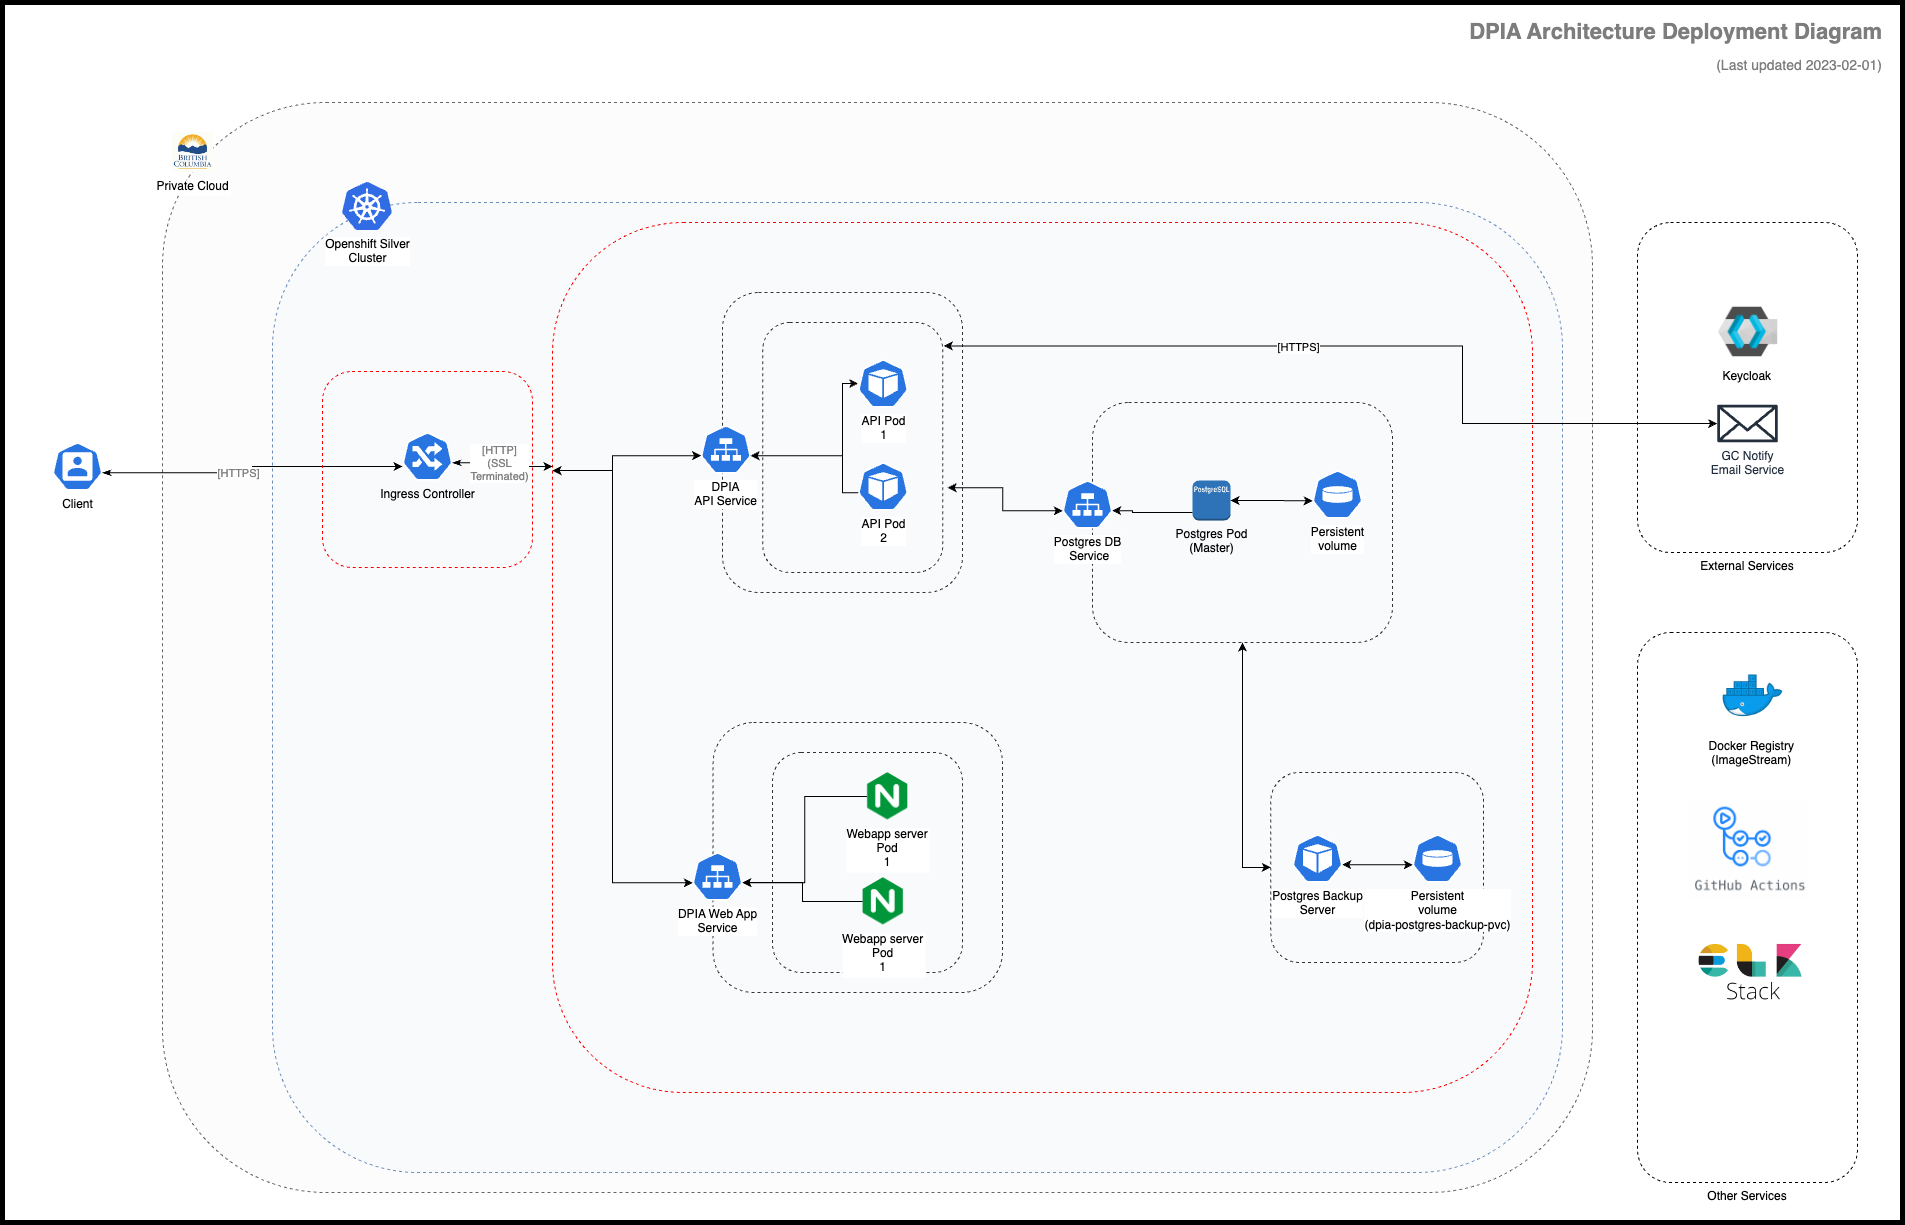 DPIA Architecture Deployment Diagram
(Last updated 2023-02-01)
BRITISH
COLUMBIA
Private Cloud
Openshift Silver
Cluster
Client
[HTTPS]
Ingress Controller
[HTTP]
(SSL
Terminated)
DPIA
API Service
API Pod
1
API Pod
2
[HTTPS]
Postgres DB
Service
PostgreSQL
Postgres Pod
(Master)
Persistent
volume
Keycloak
GC Notify
Email Service
External Services
DPIA Web App
Service
Webapp server
Pod
1
Webapp server
Pod
1
Postgres Backup
Server
Persistent
volume
(dpia-postgres-backup-pvc)
Docker Registry
(ImageStream)
GitHub Actions
ELK
Stack
Other Services